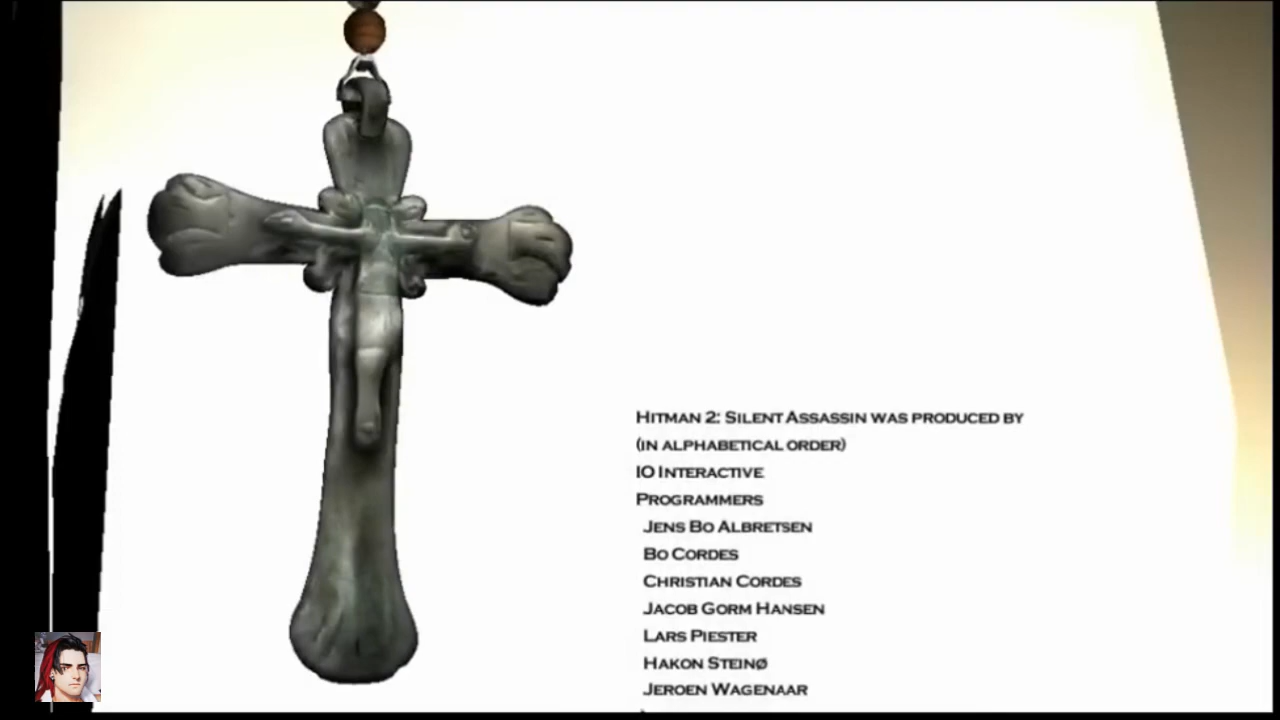 Hitman 2: Silent Assassin was produced by
(in alphabetical order)
IO Interactive
Programmers
Jens Bo Albretsen
Bo Cordes
Christian Cordes
Jacob Gorm Hansen
Lars Piester
Hakon Steinø
Jeroen Wagenaar